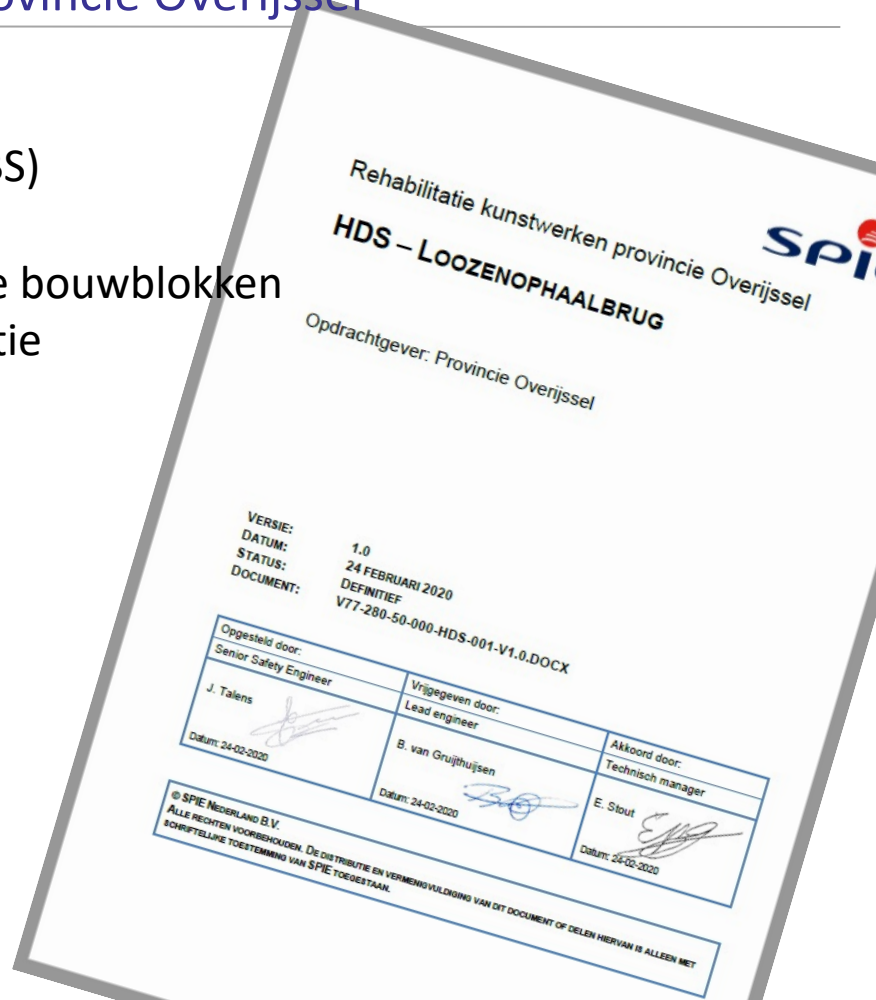 ovincie Overijssel
SS)
e bouwblokken
tie
SPIE
Rehabilitatie kunstwerken provincie Overijssel
HDS – LOOZENOPHAALBRUG
Opdrachtgever: Provincie Overijssel
VERSIE: 1.0
DATUM: 24 FEBRUARI 2020
STATUS: DEFINITIEF
DOCUMENT: V77-280-50-000-HDS-001-V1.0.DOCX
Opgesteld door: Vrijgegeven door: Akkoord door:
Senior Safety Engineer Lead engineer Technisch manager
J. Talens B. van Gruijthuijsen E. Stout
Datum: 24-02-2020 Datum: 24-02-2020 Datum: 24-02-2020
© SPIE NEDERLAND B.V.
ALLE RECHTEN VOORBEHOUDEN. DE DISTRIBUTIE EN VERMENIGVULDIGING VAN DIT DOCUMENT OF DELEN HIERVAN IS ALLEEN MET
SCHRIFTELIJKE TOESTEMMING VAN SPIE TOEGESTAAN.